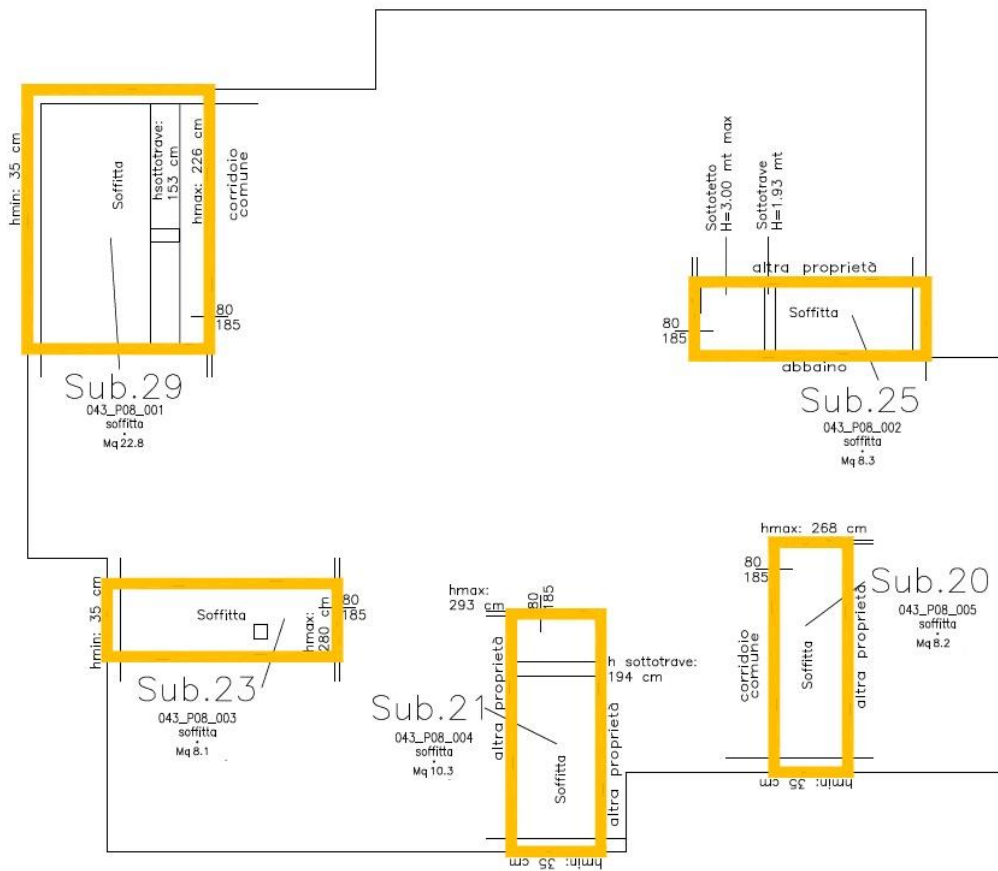 hmin: 35 cm
Soffitta
hsottotrave:
153 cm
hmax: 226 cm
corridoio
comune
80
185
Sub.29
043_P08_001
soffitta
Mq 22.8
Sottotetto
H=3.00 mt max
Sottotrave
H=1.93 mt
altra proprietà
80
185
Soffitta
abbaino
Sub.25
043_P08_002
soffitta
Mq 8.3
hmin: 35 cm
Soffitta
hmax:
280 cm
80
185
Sub.23
043_P08_003
soffitta
Mq 8.1
hmax:
293 cm
80
185
altra proprietà
h sottotrave:
194 cm
Sub.21
043_P08_004
soffitta
Mq 10.3
Soffitta
altra proprietà
hmin: 35 cm
hmax: 268 cm
80
185
corridoio
comune
Soffitta
altra proprietà
Sub.20
043_P08_005
soffitta
Mq 8.2
hmin: 35 cm